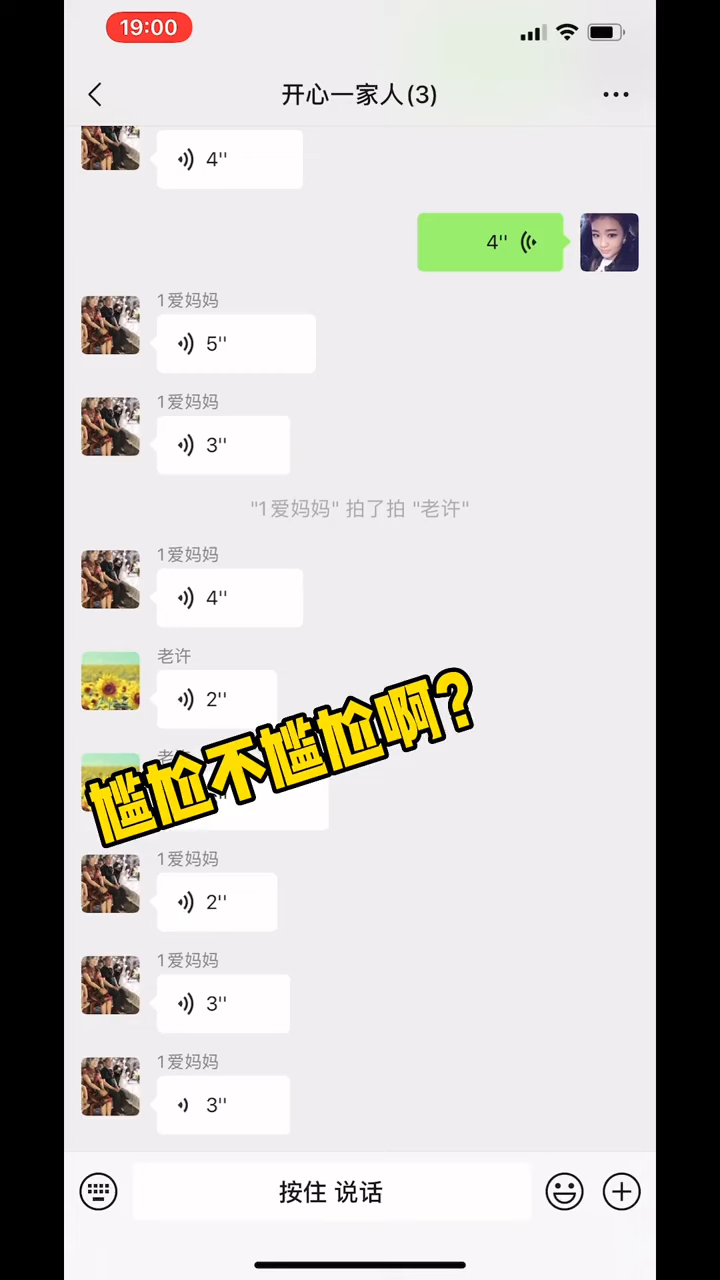 19:00
开心一家人(3)
4''
4''
1爱妈妈
5''
1爱妈妈
3''
"1爱妈妈" 拍了拍 "老许"
1爱妈妈
4''
老许
2''
尴尬不尴尬啊?
1爱妈妈
2''
1爱妈妈
3''
1爱妈妈
3''
按住 说话